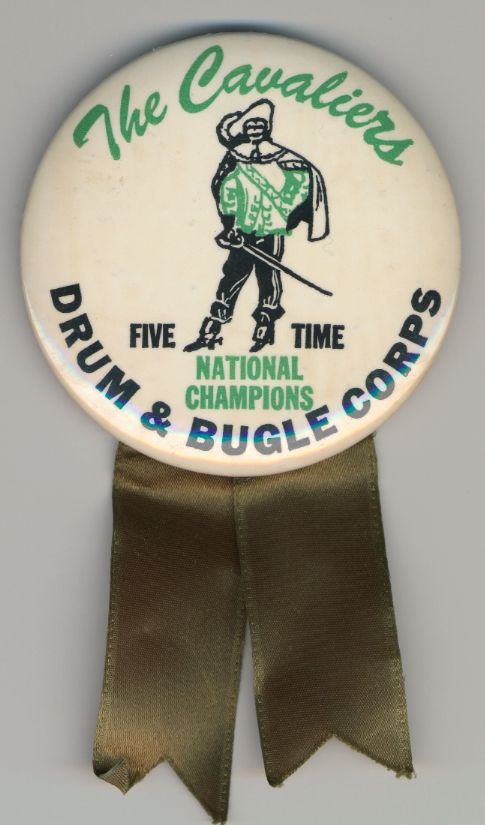 The Cavaliers
FIVE TIME
NATIONAL
CHAMPIONS
DRUM & BUGLE CORPS